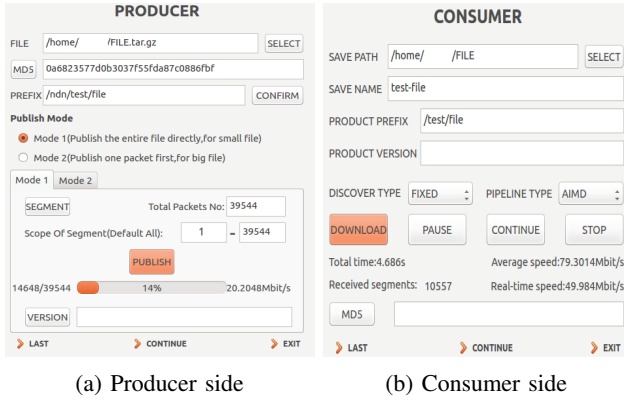 PRODUCER
FILE /home/ /FILE.tar.gz SELECT
MD5 0a6823577d0b3037f55fda87c0886fbf
PREFIX /ndn/test/file CONFIRM
Publish Mode
Mode 1(Publish the entire file directly,for small file)
Mode 2(Publish one packet first,for big file)
Mode 1 Mode 2
SEGMENT Total Packets No: 39544
Scope Of Segment(Default All): 1 - 39544
PUBLISH
14648/39544 14% 20.2048Mbit/s
VERSION
LAST CONTINUE EXIT
(a) Producer side
CONSUMER
SAVE PATH /home/ /FILE SELECT
SAVE NAME test-file
PRODUCT PREFIX /test/file
PRODUCT VERSION
DISCOVER TYPE FIXED PIPELINE TYPE AIMD
DOWNLOAD PAUSE CONTINUE STOP
Total time:4.686s Average speed:79.3014Mbit/s
Received segments: 10557 Real-time speed:49.984Mbit/s
MD5
LAST CONTINUE EXIT
(b) Consumer side